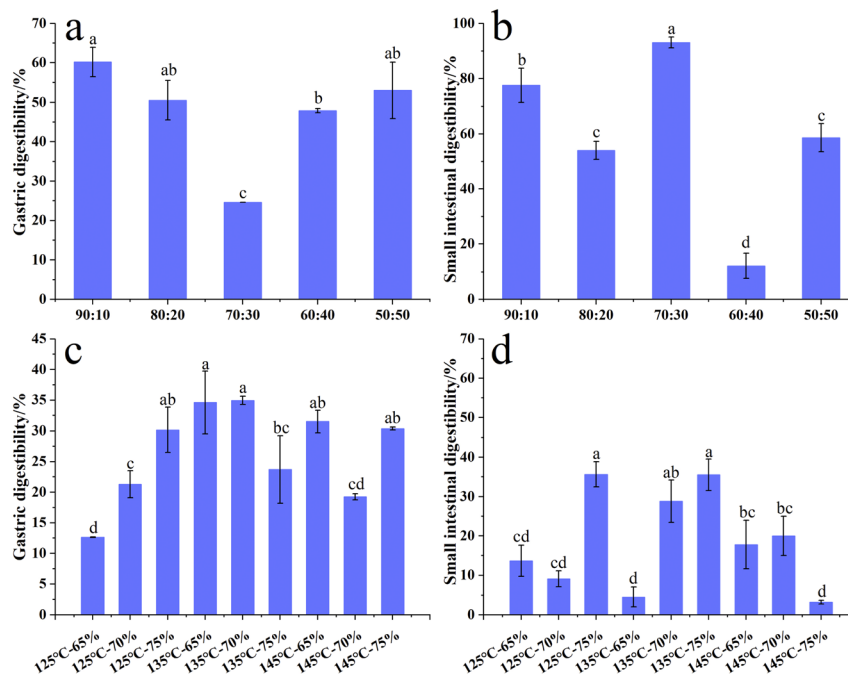 a
Gastric digestibility/%
70
60
50
40
30
20
10
0
a
ab
c
b
ab
90:10 80:20 70:30 60:40 50:50
b
Small intestinal digestibility/%
100
80
60
40
20
0
b
c
a
d
c
90:10 80:20 70:30 60:40 50:50
c
Gastric digestibility/%
45
40
35
30
25
20
15
10
5
0
d
c
ab
a
a
bc
ab
cd
ab
125°C-65%
125°C-70%
125°C-75%
135°C-65%
135°C-70%
135°C-75%
145°C-65%
145°C-70%
145°C-75%
d
Small intestinal digestibility/%
70
60
50
40
30
20
10
0
cd
cd
a
d
ab
a
bc
bc
d
125°C-65%
125°C-70%
125°C-75%
135°C-65%
135°C-70%
135°C-75%
145°C-65%
145°C-70%
145°C-75%